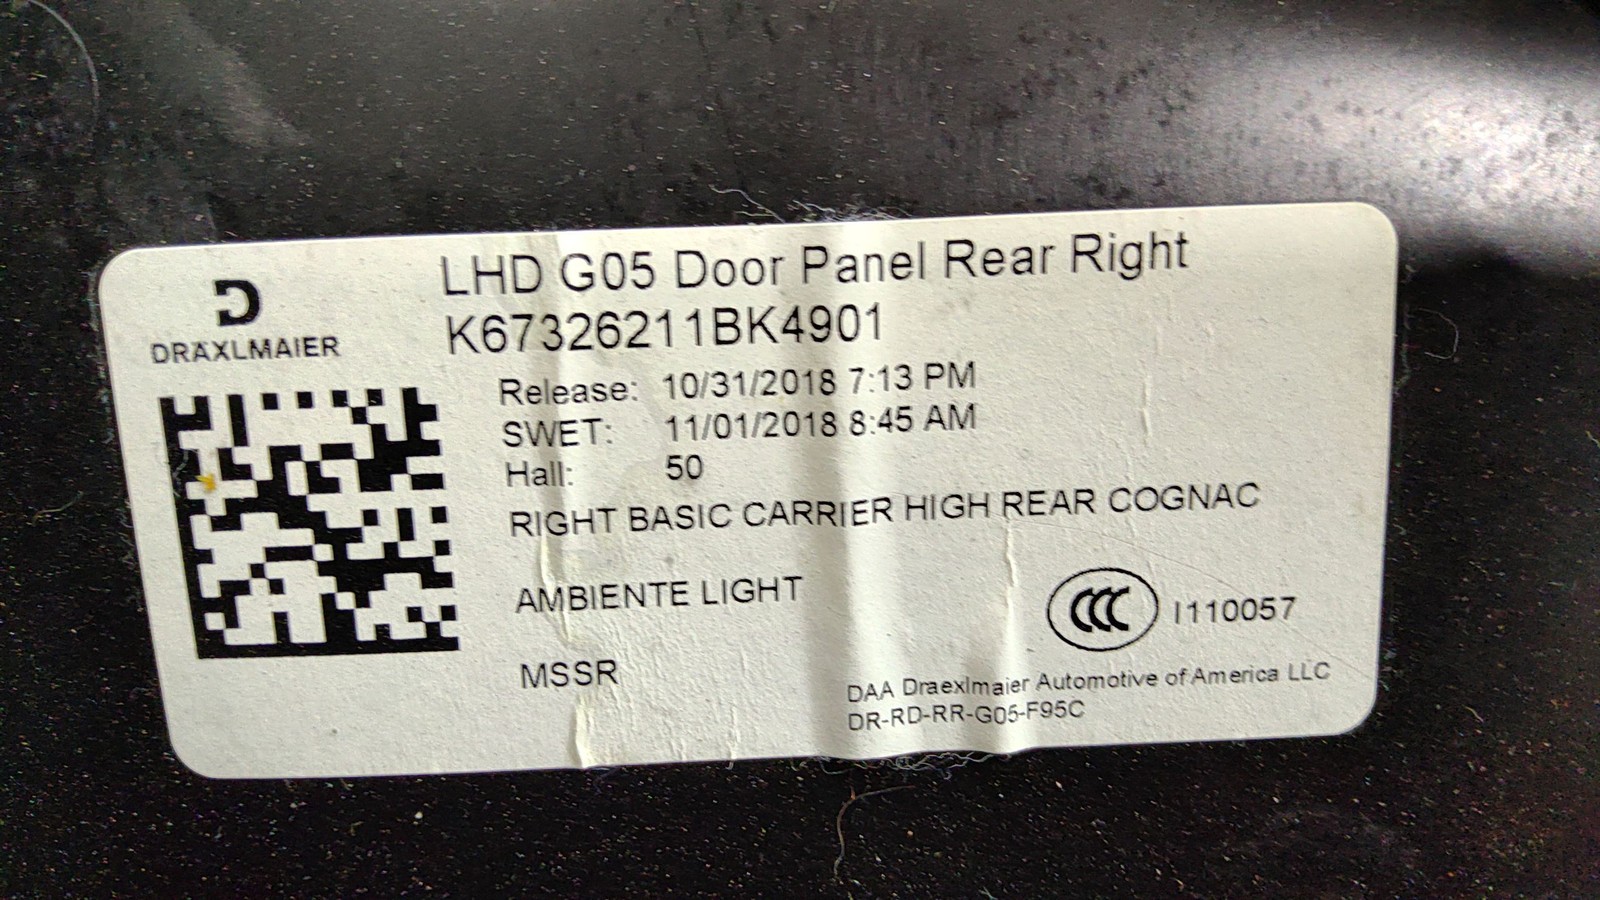 DRÄXLMAIER
LHD G05 Door Panel Rear Right
K67326211BK4901
Release: 10/31/2018 7:13 PM
SWET: 11/01/2018 8:45 AM
Hall: 50
RIGHT BASIC CARRIER HIGH REAR COGNAC
AMBIENTE LIGHT
CCC I110057
MSSR
DAA Draexlmaier Automotive of America LLC
DR-RD-RR-G05-F95C